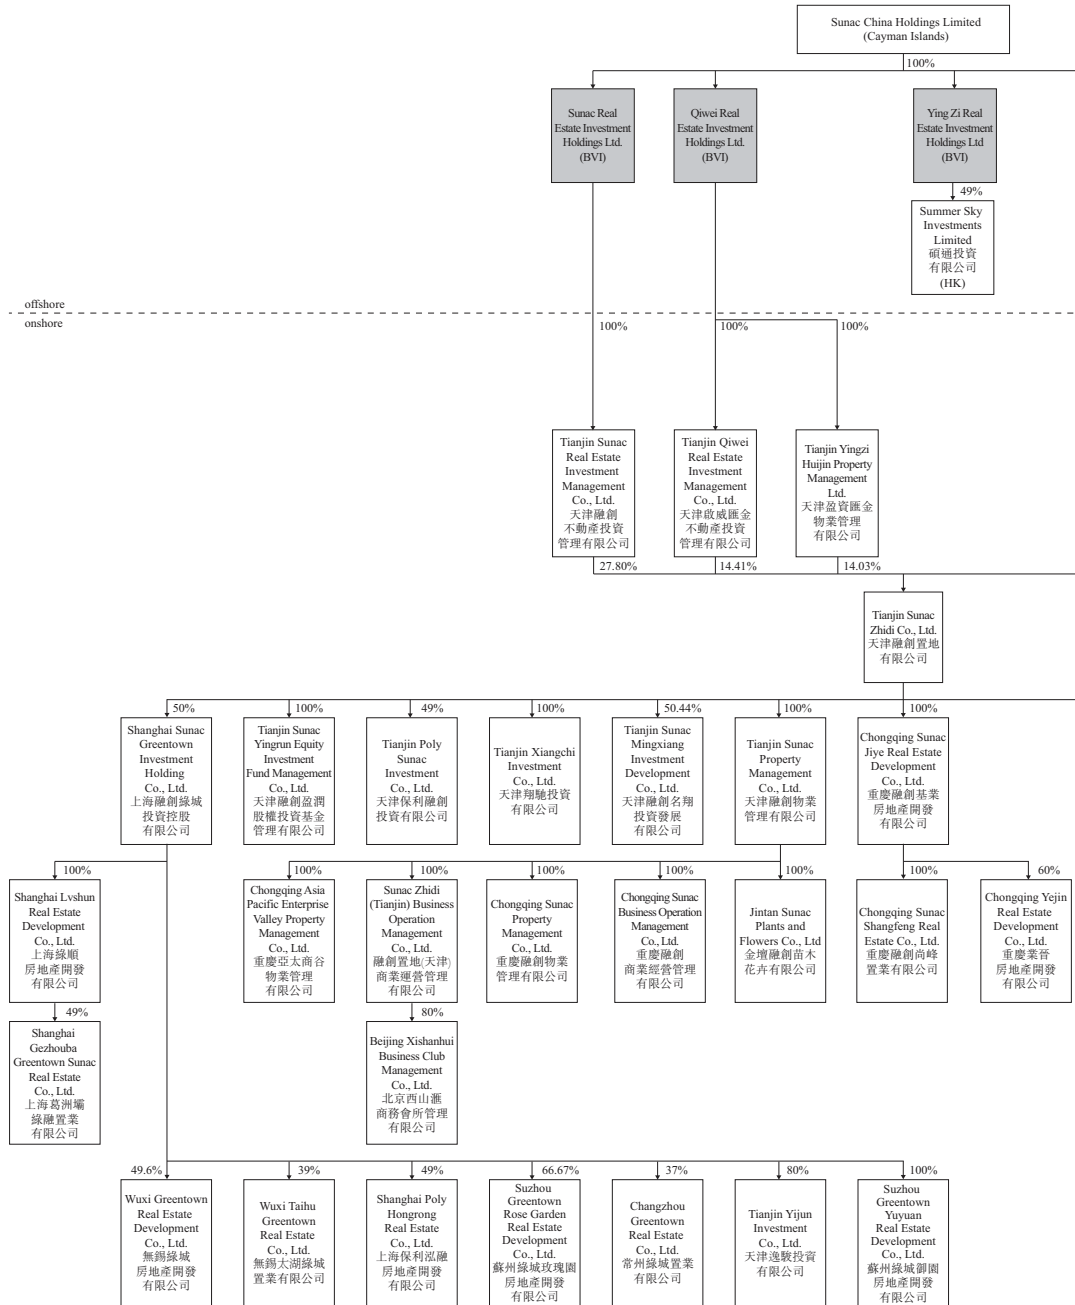 Sunac China Holdings Limited
(Cayman Islands)
100%
Sunac Real
Estate Investment
Holdings Ltd.
(BVI)
Qiwei Real
Estate Investment
Holdings Ltd.
(BVI)
Ying Zi Real
Estate Investment
Holdings Ltd
(BVI)
49%
Summer Sky
Investments
Limited
碩通投資
有限公司
(HK)
offshore
onshore
100%
100%
100%
Tianjin Sunac
Real Estate
Investment
Management
Co., Ltd.
天津融創
不動產投資
管理有限公司
Tianjin Qiwei
Real Estate
Investment
Management
Co., Ltd.
天津啟威匯金
不動產投資
管理有限公司
Tianjin Yingzi
Huijin Property
Management
Ltd.
天津盈資匯金
物業管理
有限公司
27.80%
14.41%
14.03%
Tianjin Sunac
Zhidi Co., Ltd.
天津融創置地
有限公司
50%
100%
49%
100%
50.44%
100%
100%
Shanghai Sunac
Greentown
Investment
Holding
Co., Ltd.
上海融創綠城
投資控股
有限公司
Tianjin Sunac
Yingrun Equity
Investment
Fund Management
Co., Ltd.
天津融創盈潤
股權投資基金
管理有限公司
Tianjin Poly
Sunac
Investment
Co., Ltd.
天津保利融創
投資有限公司
Tianjin Xiangchi
Investment
Co., Ltd.
天津翔馳投資
有限公司
Tianjin Sunac
Mingxiang
Investment
Development
Co., Ltd.
天津融創名翔
投資發展
有限公司
Tianjin Sunac
Property
Management
Co., Ltd.
天津融創物業
管理有限公司
Chongqing Sunac
Jiye Real Estate
Development
Co., Ltd.
重慶融創基業
房地產開發
有限公司
100%
100%
100%
100%
100%
100%
100%
60%
Shanghai Lvshun
Real Estate
Development
Co., Ltd.
上海綠順
房地產開發
有限公司
Chongqing Asia
Pacific Enterprise
Valley Property
Management
Co., Ltd.
重慶亞太商谷
物業管理
有限公司
Sunac Zhidi
(Tianjin) Business
Operation
Management
Co., Ltd.
融創置地(天津)
商業運營管理
有限公司
Chongqing Sunac
Property
Management
Co., Ltd.
重慶融創物業
管理有限公司
Chongqing Sunac
Business Operation
Management
Co., Ltd.
重慶融創
商業經營管理
有限公司
Jintan Sunac
Plants and
Flowers Co., Ltd
金壇融創苗木
花卉有限公司
Chongqing Sunac
Shangfeng Real
Estate Co., Ltd.
重慶融創尚峰
置業有限公司
Chongqing Yejin
Real Estate
Development
Co., Ltd.
重慶業晉
房地產開發
有限公司
49%
80%
Shanghai
Gezhouba
Greentown Sunac
Real Estate
Co., Ltd.
上海葛洲壩
綠融置業
有限公司
Beijing Xishanhui
Business Club
Management
Co., Ltd.
北京西山滙
商務會所管理
有限公司
49.6%
39%
49%
66.67%
37%
80%
100%
Wuxi Greentown
Real Estate
Development
Co., Ltd.
無錫綠城
房地產開發
有限公司
Wuxi Taihu
Greentown
Real Estate
Co., Ltd.
無錫太湖綠城
置業有限公司
Shanghai Poly
Hongrong
Real Estate
Co., Ltd.
上海保利泓融
房地產開發
有限公司
Suzhou
Greentown
Rose Garden
Real Estate
Development
Co., Ltd.
蘇州綠城玫瑰園
房地產開發
有限公司
Changzhou
Greentown
Real Estate
Co., Ltd.
常州綠城置業
有限公司
Tianjin Yijun
Investment
Co., Ltd.
天津逸駿投資
有限公司
Suzhou
Greentown
Yuyuan
Real Estate
Development
Co., Ltd.
蘇州綠城御園
房地產開發
有限公司